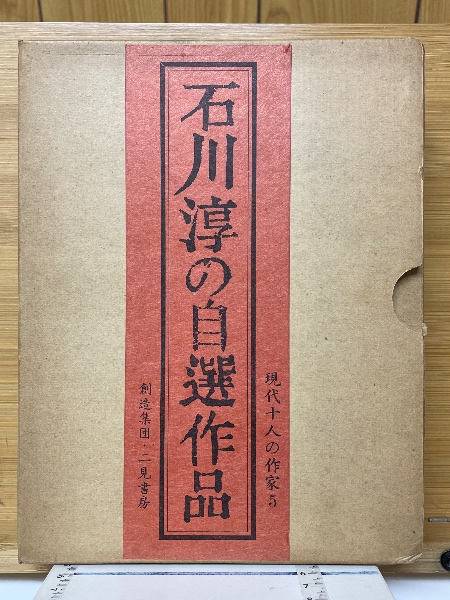 現代十人の作家5
石川淳の自選作品
創造集団・二見書房